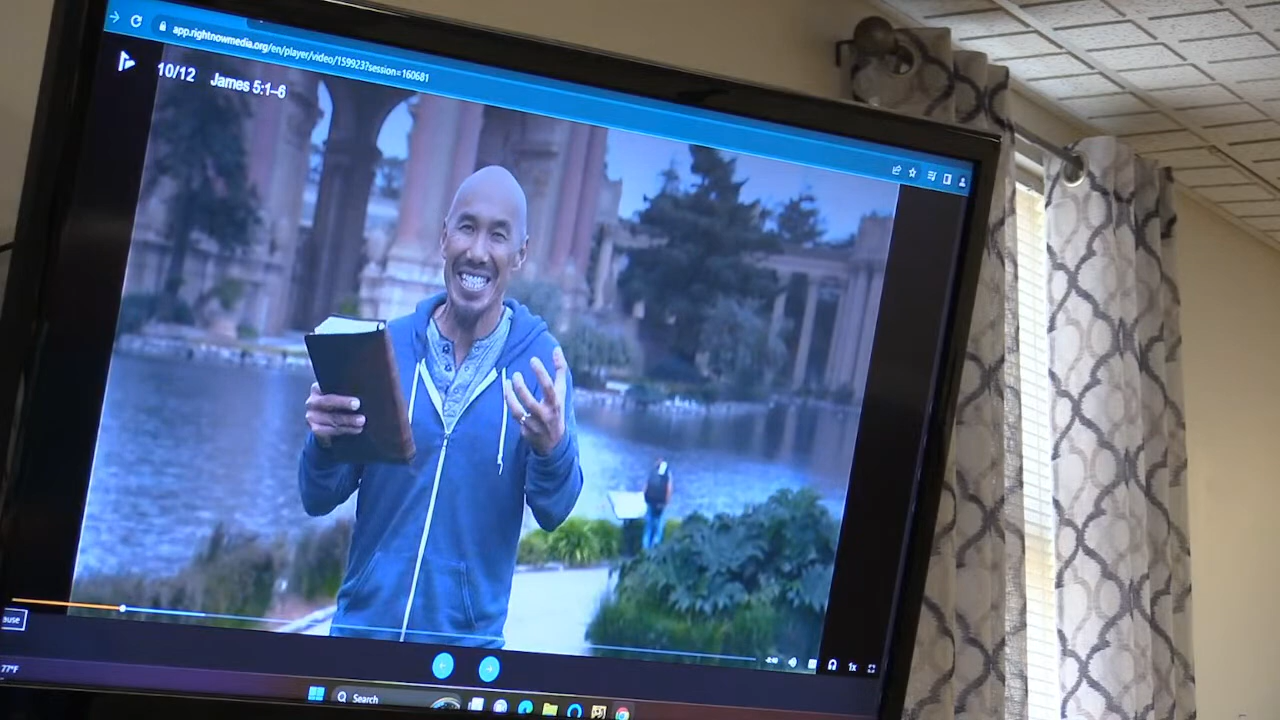 app.rightnowmedia.org/en/player/video/159923?session=160681
10/12 James 5:1–6
ause
1x
77°F
Search